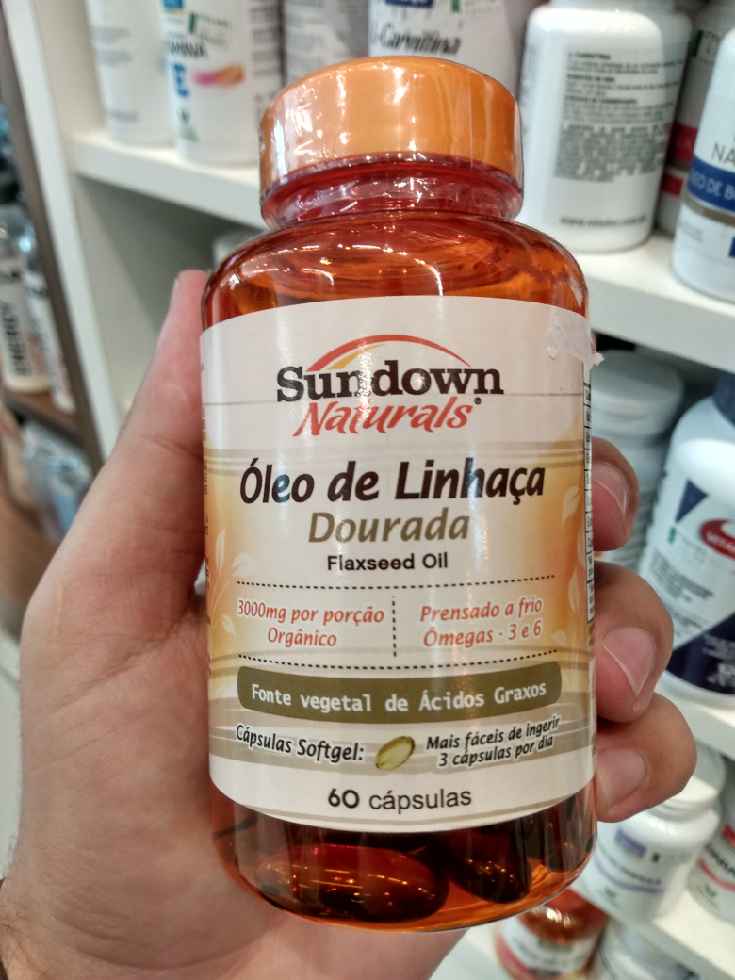 L-Carnitina
Sundown
Naturals®
Óleo de Linhaça
Dourada
Flaxseed Oil
3000mg por porção
Orgânico
Prensado a frio
Ômegas - 3 e 6
Fonte vegetal de Ácidos Graxos
Cápsulas Softgel:
Mais fáceis de ingerir
3 cápsulas por dia
60 cápsulas